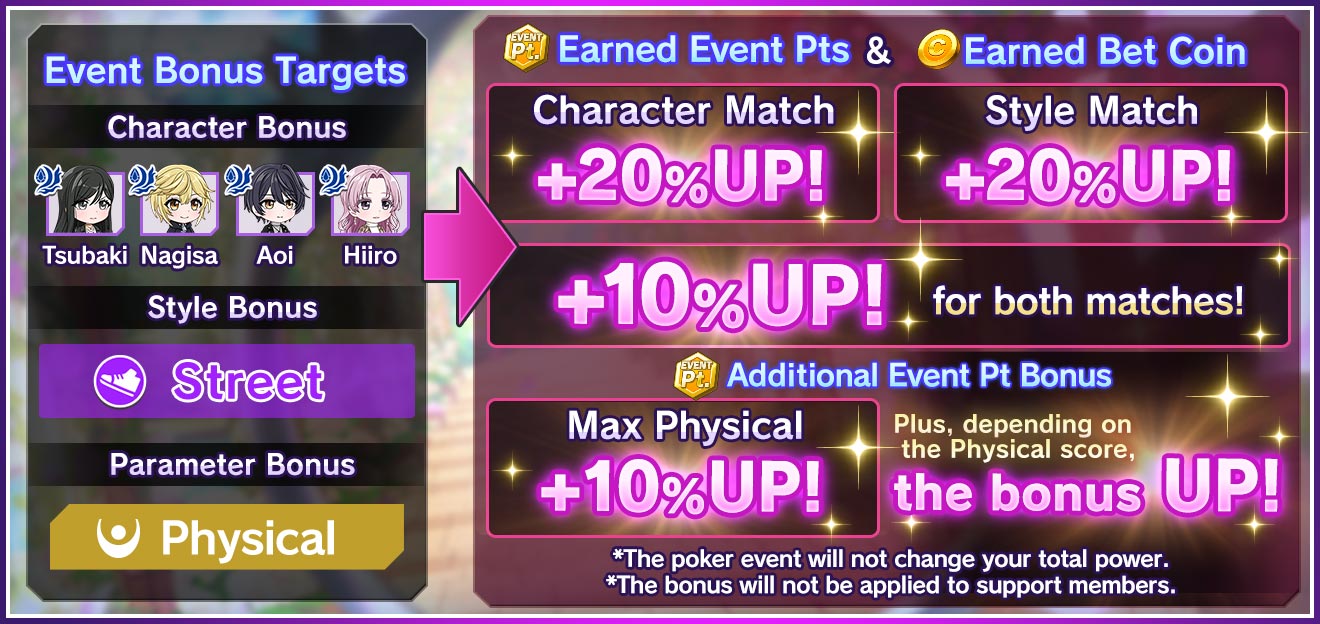 Event Bonus Targets
Character Bonus
Tsubaki Nagisa Aoi Hiiro
Style Bonus
Street
Parameter Bonus
Physical
EVENT Pt. Earned Event Pts & C Earned Bet Coin
Character Match
+20%UP!
Style Match
+20%UP!
+10%UP! for both matches!
EVENT Pt. Additional Event Pt Bonus
Max Physical
+10%UP!
Plus, depending on
the Physical score,
the bonus UP!
*The poker event will not change your total power.
*The bonus will not be applied to support members.